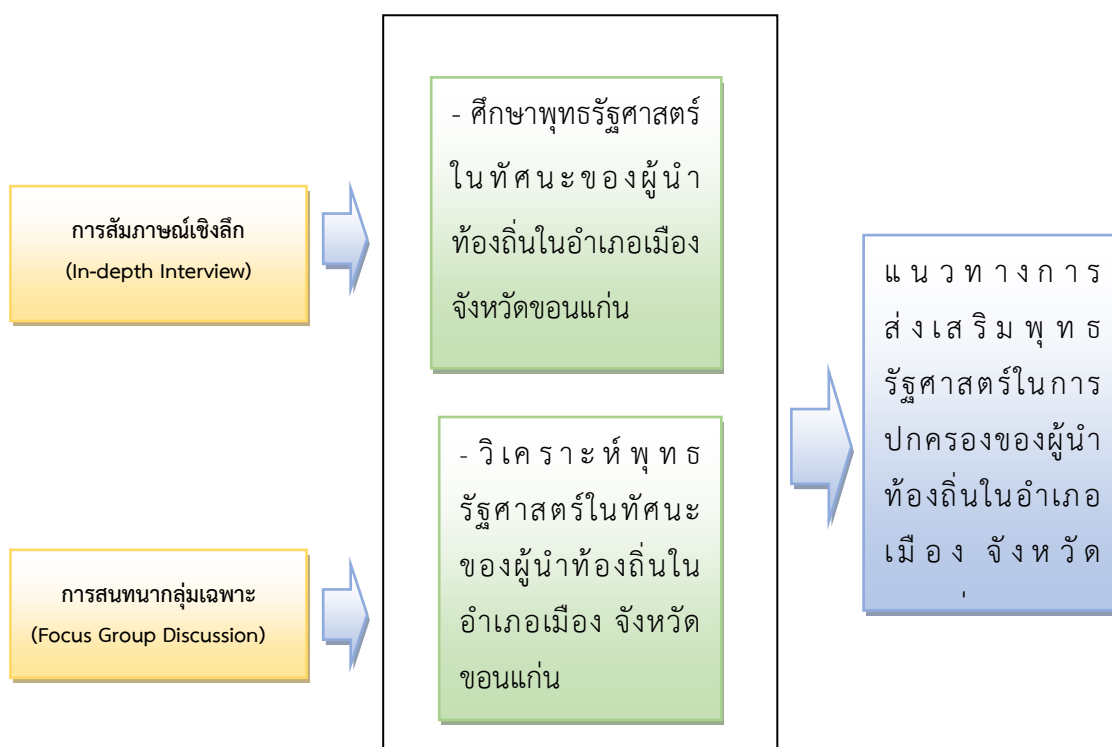 การสัมภาษณ์เชิงลึก
(In-depth Interview)
การสนทนากลุ่มเฉพาะ
(Focus Group Discussion)
- ศึกษาพุทธรัฐศาสตร์
ในทัศนะของผู้นำ
ท้องถิ่นในอำเภอเมือง
จังหวัดขอนแก่น
- วิเคราะห์พุทธ
รัฐศาสตร์ในทัศนะ
ของผู้นำท้องถิ่นใน
อำเภอเมือง จังหวัด
ขอนแก่น
แนวทางการ
ส่งเสริมพุทธ
รัฐศาสตร์ในการ
ปกครองของผู้นำ
ท้องถิ่นในอำเภอ
เมือง จังหวัด